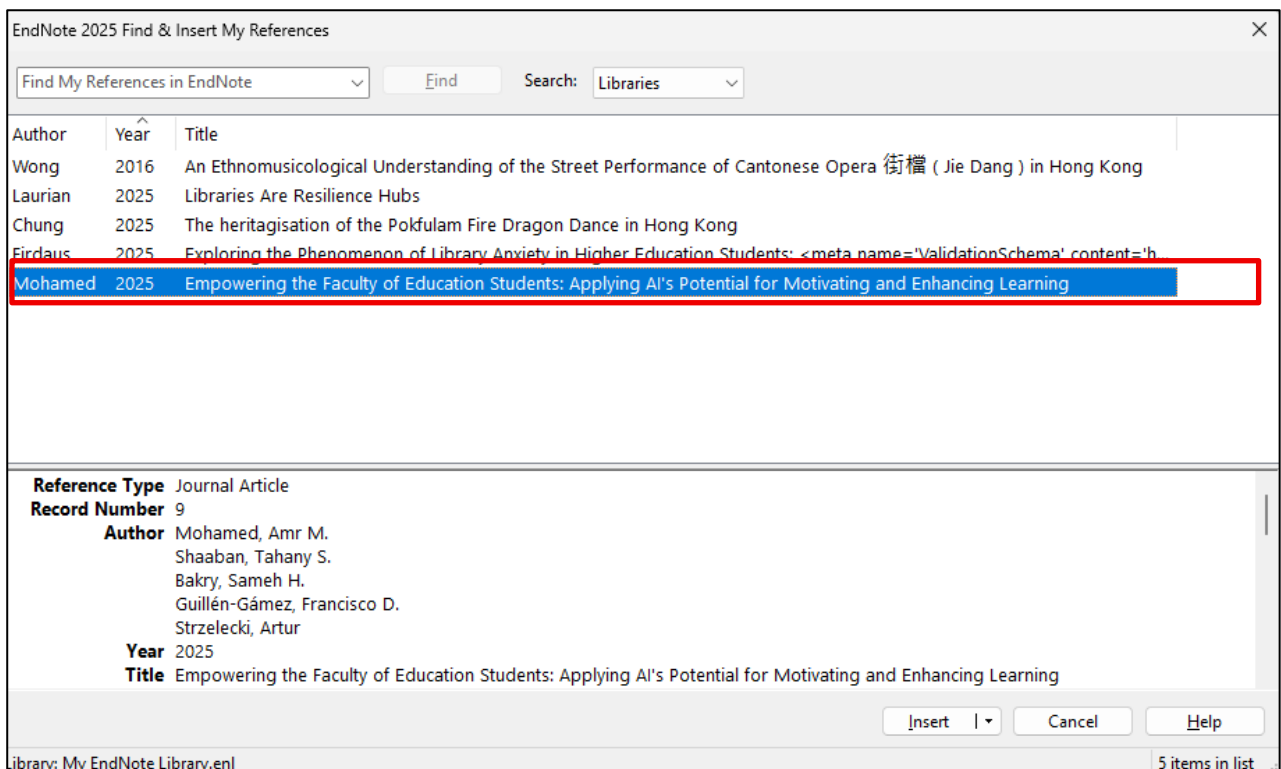 EndNote 2025 Find & Insert My References
Find My References in EndNote Find Search: Libraries
Author Year Title
Wong 2016 An Ethnomusicological Understanding of the Street Performance of Cantonese Opera 街檔 ( Jie Dang ) in Hong Kong
Laurian 2025 Libraries Are Resilience Hubs
Chung 2025 The heritagisation of the Pokfulam Fire Dragon Dance in Hong Kong
Firdaus 2025 Exploring the Phenomenon of Library Anxiety in Higher Education Students: <meta name='ValidationSchema' content='h...
Mohamed 2025 Empowering the Faculty of Education Students: Applying AI's Potential for Motivating and Enhancing Learning
Reference Type Journal Article
Record Number 9
Author Mohamed, Amr M.
Shaaban, Tahany S.
Bakry, Sameh H.
Guillén-Gámez, Francisco D.
Strzelecki, Artur
Year 2025
Title Empowering the Faculty of Education Students: Applying AI's Potential for Motivating and Enhancing Learning
Insert Cancel Help
Library: My EndNote Library.enl 5 items in list